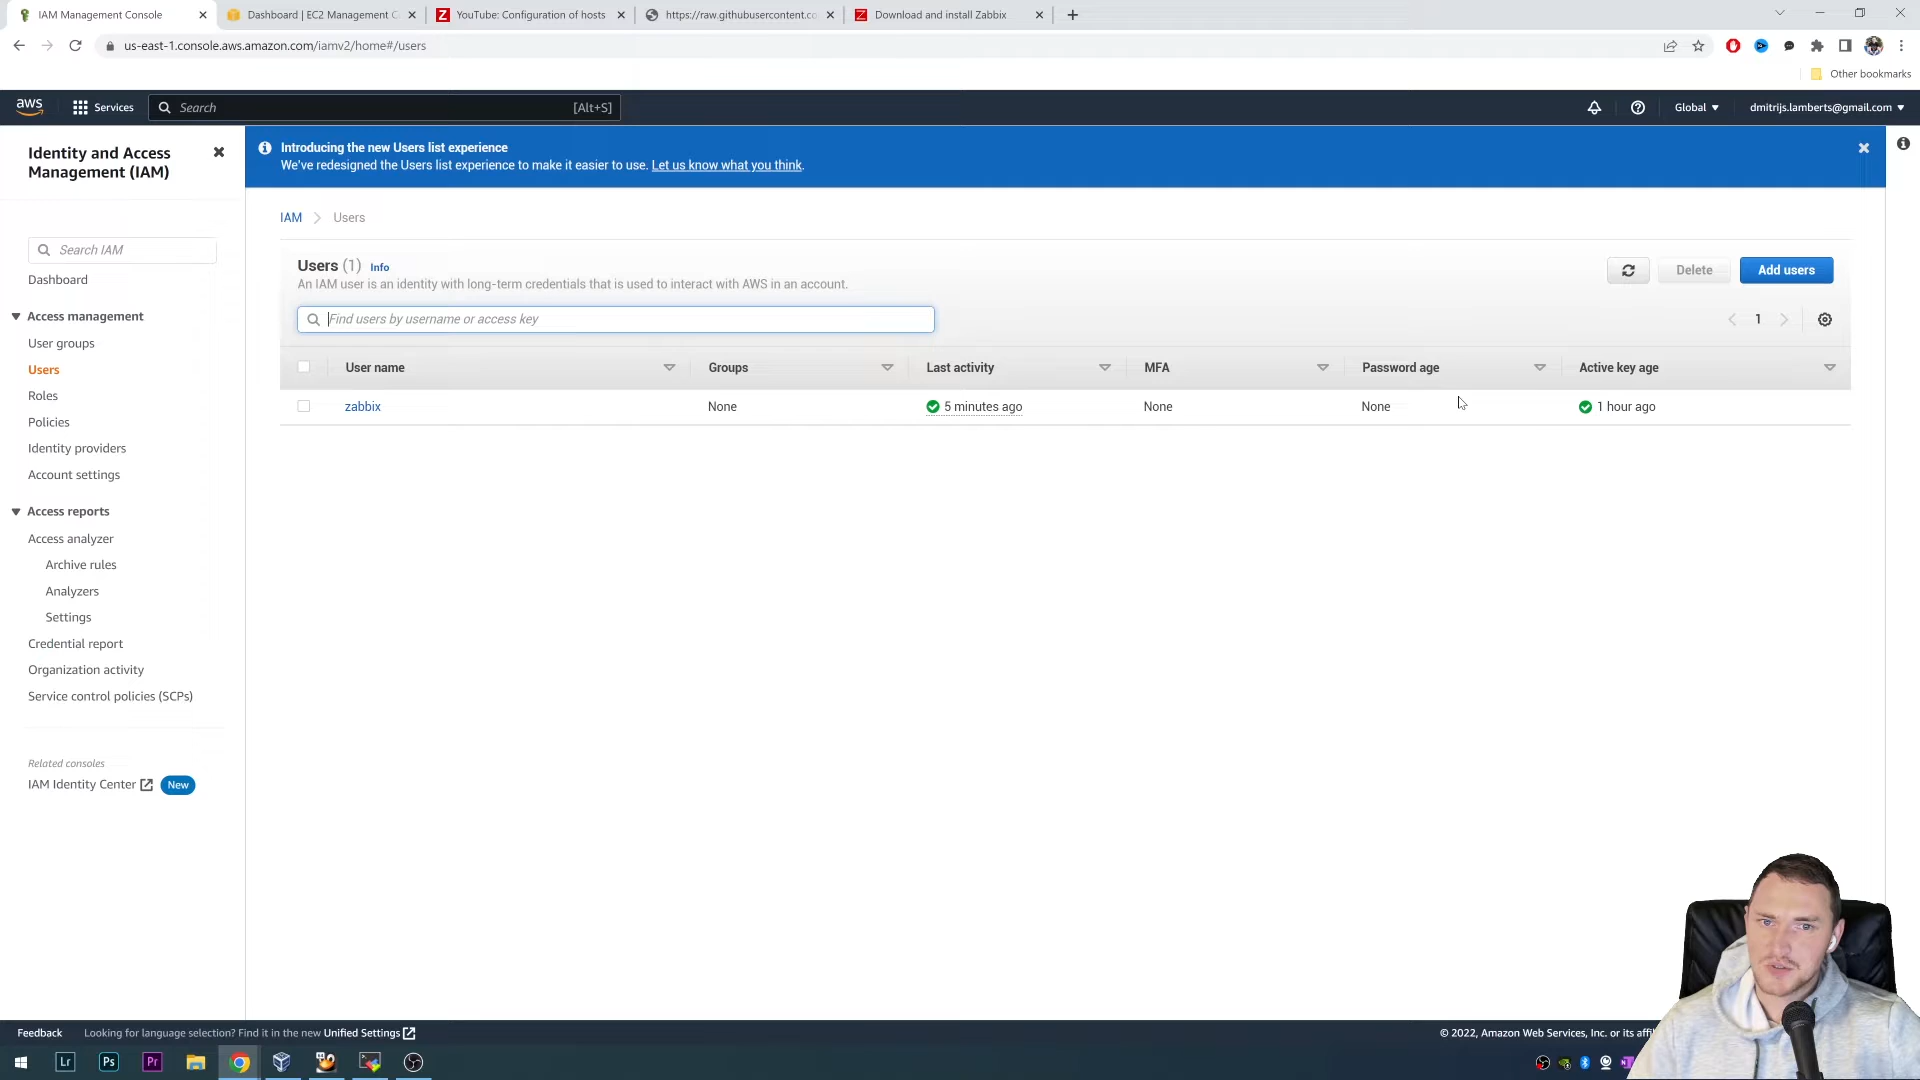 IAM Management Console
Dashboard | EC2 Management C
YouTube: Configuration of hosts
https://raw.githubusercontent.co
Download and install Zabbix
us-east-1.console.aws.amazon.com/iamv2/home#/users
Other bookmarks
aws
Services
Search
[Alt+S]
Global
dmitrijs.lamberts@gmail.com
Identity and Access
Management (IAM)
Search IAM
Dashboard
Access management
User groups
Users
Roles
Policies
Identity providers
Account settings
Access reports
Access analyzer
Archive rules
Analyzers
Settings
Credential report
Organization activity
Service control policies (SCPs)
Related consoles
IAM Identity Center
New
Introducing the new Users list experience
We've redesigned the Users list experience to make it easier to use. Let us know what you think.
IAM > Users
Users (1) Info
An IAM user is an identity with long-term credentials that is used to interact with AWS in an account.
Delete
Add users
Find users by username or access key
1
User name Groups Last activity MFA Password age Active key age
zabbix None 5 minutes ago None None 1 hour ago
Feedback
Looking for language selection? Find it in the new Unified Settings
© 2022, Amazon Web Services, Inc. or its affil
Lr
Ps
Pr